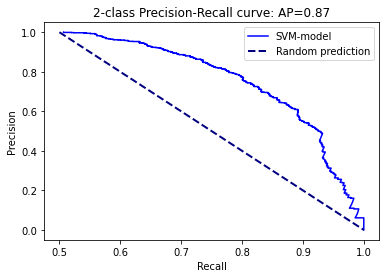 2-class Precision-Recall curve: AP=0.87
SVM-model
Random prediction
Precision
1.0
0.8
0.6
0.4
0.2
0.0
0.5 0.6 0.7 0.8 0.9 1.0
Recall